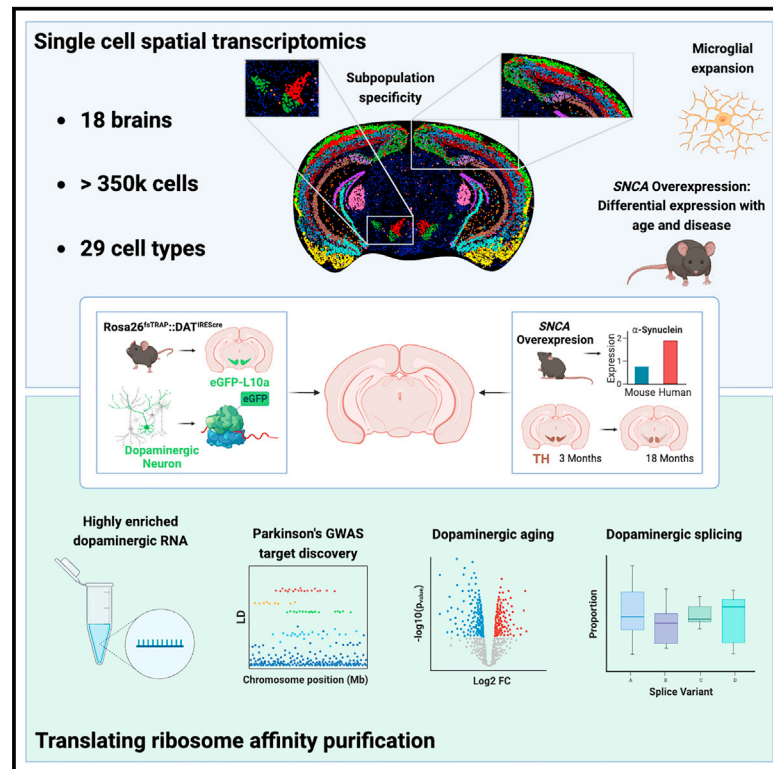 Single cell spatial transcriptomics
• 18 brains
• > 350k cells
• 29 cell types
Subpopulation
specificity
Microglial
expansion
SNCA Overexpression:
Differential expression with
age and disease
Rosa26fsTRAP::DATIREScre
eGFP-L10a
eGFP
Dopaminergic
Neuron
SNCA
Overexpresion
α-Synuclein
Expression
2
1
0
Mouse Human
TH
3 Months
18 Months
Highly enriched
dopaminergic RNA
Parkinson's GWAS
target discovery
LD
Chromosome position (Mb)
Dopaminergic aging
-log10(pvalue)
Log2 FC
Dopaminergic splicing
Proportion
A B C D
Splice Variant
Translating ribosome affinity purification